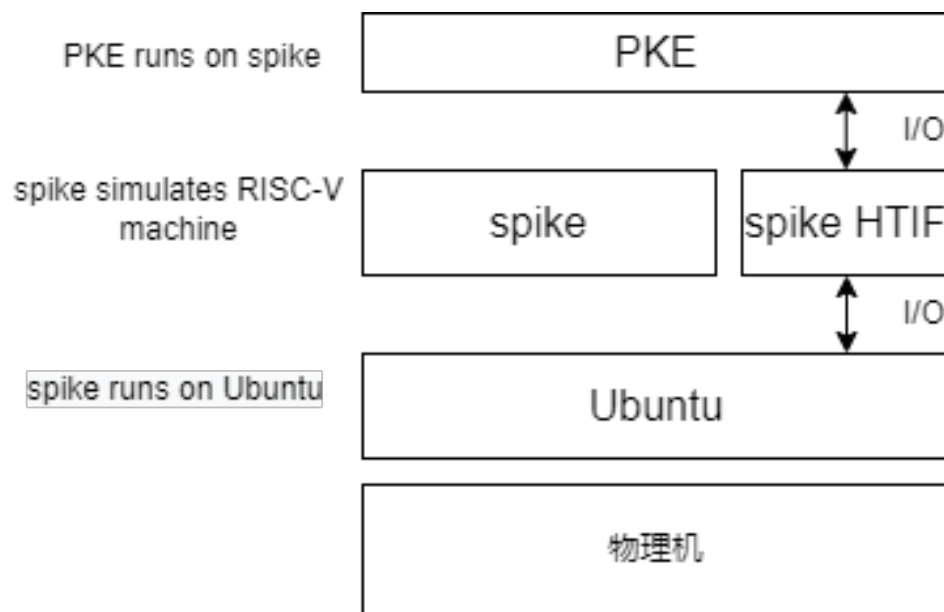 PKE runs on spike
PKE
I/O
spike simulates RISC-V
machine
spike
spike HTIF
I/O
spike runs on Ubuntu
Ubuntu
物理机